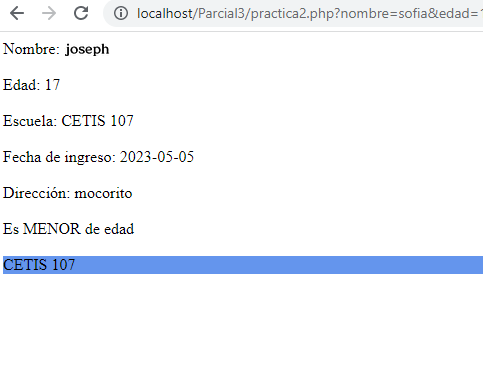 localhost/Parcial3/practica2.php?nombre=sofia&edad=1
Nombre: joseph
Edad: 17
Escuela: CETIS 107
Fecha de ingreso: 2023-05-05
Dirección: mocorito
Es MENOR de edad
CETIS 107